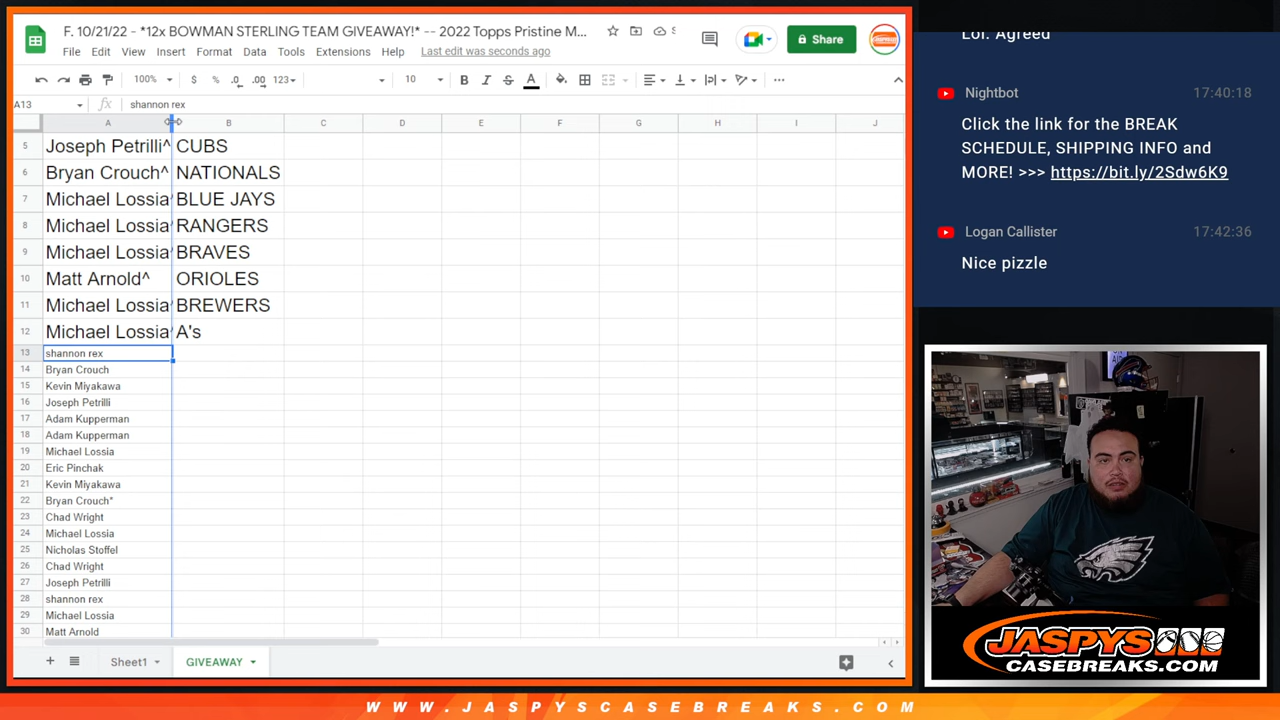 F. 10/21/22 - *12x BOWMAN STERLING TEAM GIVEAWAY!* -- 2022 Topps Pristine M...
File Edit View Insert Format Data Tools Extensions Help Last edit was seconds ago
Share
100% $ % .0 .00 123 10 B I S A
A13 fx shannon rex
A B C D E F G H I J
5 Joseph Petrilli^ CUBS
6 Bryan Crouch^ NATIONALS
7 Michael Lossia^ BLUE JAYS
8 Michael Lossia^ RANGERS
9 Michael Lossia^ BRAVES
10 Matt Arnold^ ORIOLES
11 Michael Lossia^ BREWERS
12 Michael Lossia^ A's
13 shannon rex
14 Bryan Crouch
15 Kevin Miyakawa
16 Joseph Petrilli
17 Adam Kupperman
18 Adam Kupperman
19 Michael Lossia
20 Eric Pinchak
21 Kevin Miyakawa
22 Bryan Crouch*
23 Chad Wright
24 Michael Lossia
25 Nicholas Stoffel
26 Chad Wright
27 Joseph Petrilli
28 shannon rex
29 Michael Lossia
30 Matt Arnold
Sheet1 GIVEAWAY
Lol. Agreed
Nightbot 17:40:18
Click the link for the BREAK
SCHEDULE, SHIPPING INFO and
MORE! >>> https://bit.ly/2Sdw6K9
Logan Callister 17:42:36
Nice pizzle
JASPYS
CASEBREAKS.COM
WWW.JASPYSCASEBREAKS.COM